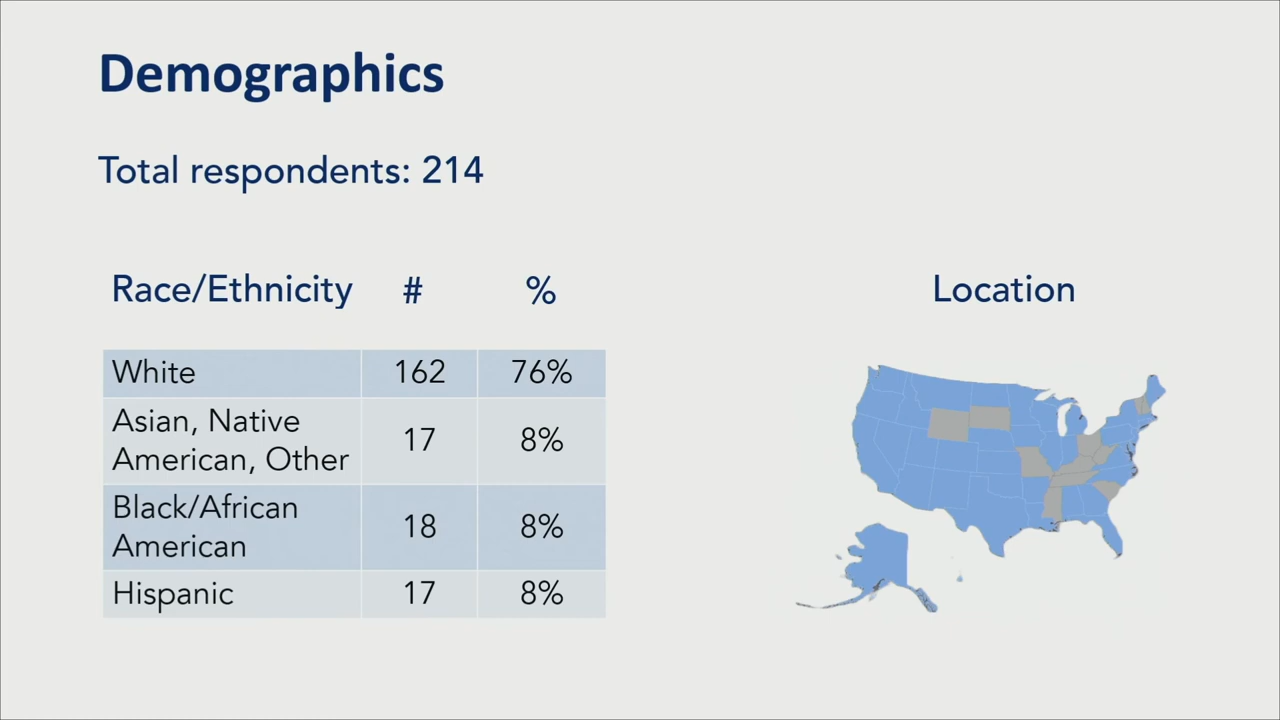 Demographics
Total respondents: 214
Race/Ethnicity # %
Location
White 162 76%
Asian, Native
American, Other 17 8%
Black/African
American 18 8%
Hispanic 17 8%